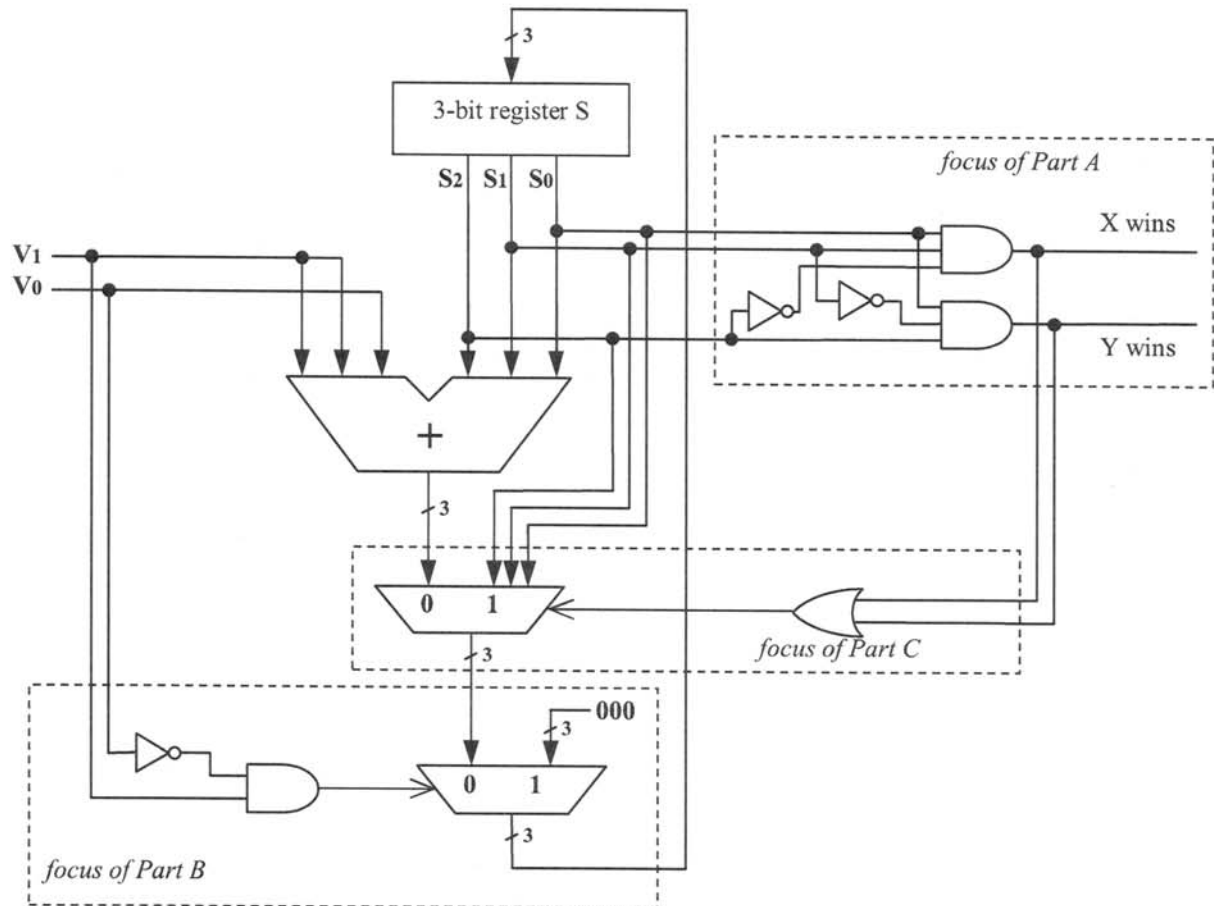 3
3-bit register S
focus of Part A
S2 S1 S0
X wins
V1
V0
Y wins
+
3
0 1
focus of Part C
3
000
3
0 1
3
focus of Part B